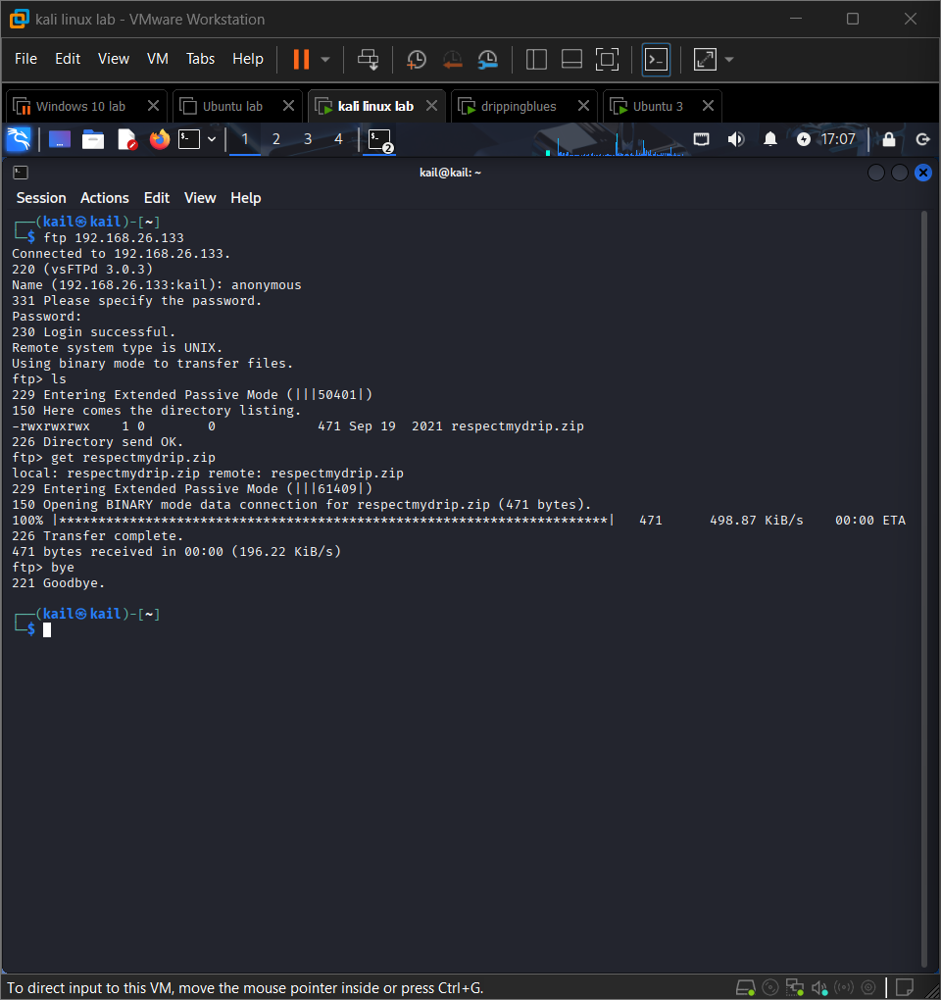 kali linux lab - VMware Workstation
File Edit View VM Tabs Help
Windows 10 lab Ubuntu lab kali linux lab drippingblues Ubuntu 3
1 2 3 4 2 17:07
kail@kail: ~
Session Actions Edit View Help
┌──(kail㉿kail)-[~]
└─$ ftp 192.168.26.133
Connected to 192.168.26.133.
220 (vsFTPd 3.0.3)
Name (192.168.26.133:kail): anonymous
331 Please specify the password.
Password:
230 Login successful.
Remote system type is UNIX.
Using binary mode to transfer files.
ftp> ls
229 Entering Extended Passive Mode (|||50401|)
150 Here comes the directory listing.
-rwxrwxrwx    1 0        0             471 Sep 19  2021 respectmydrip.zip
226 Directory send OK.
ftp> get respectmydrip.zip
local: respectmydrip.zip remote: respectmydrip.zip
229 Entering Extended Passive Mode (|||61409|)
150 Opening BINARY mode data connection for respectmydrip.zip (471 bytes).
100% |**********************************************************************|   471      498.87 KiB/s    00:00 ETA
226 Transfer complete.
471 bytes received in 00:00 (196.22 KiB/s)
ftp> bye
221 Goodbye.
┌──(kail㉿kail)-[~]
└─$
To direct input to this VM, move the mouse pointer inside or press Ctrl+G.